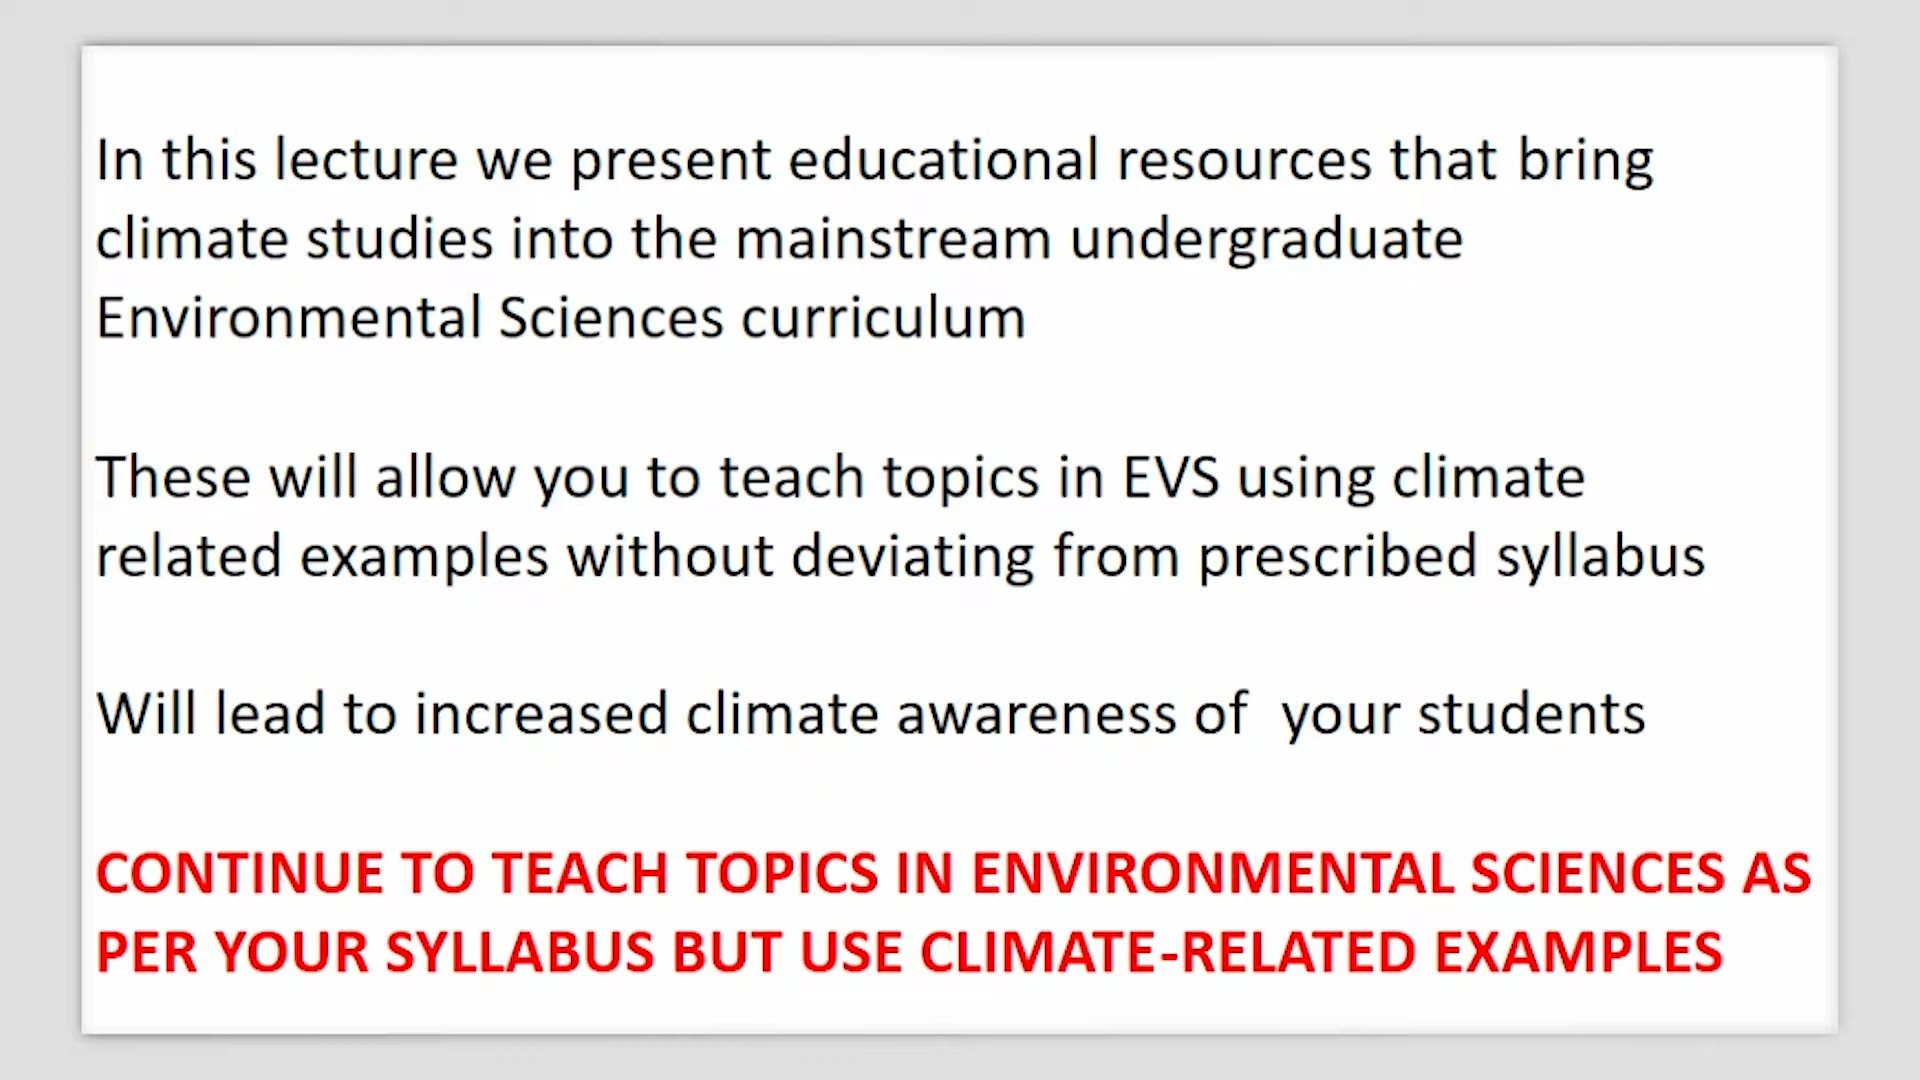 In this lecture we present educational resources that bring
climate studies into the mainstream undergraduate
Environmental Sciences curriculum
These will allow you to teach topics in EVS using climate
related examples without deviating from prescribed syllabus
Will lead to increased climate awareness of  your students
CONTINUE TO TEACH TOPICS IN ENVIRONMENTAL SCIENCES AS
PER YOUR SYLLABUS BUT USE CLIMATE-RELATED EXAMPLES